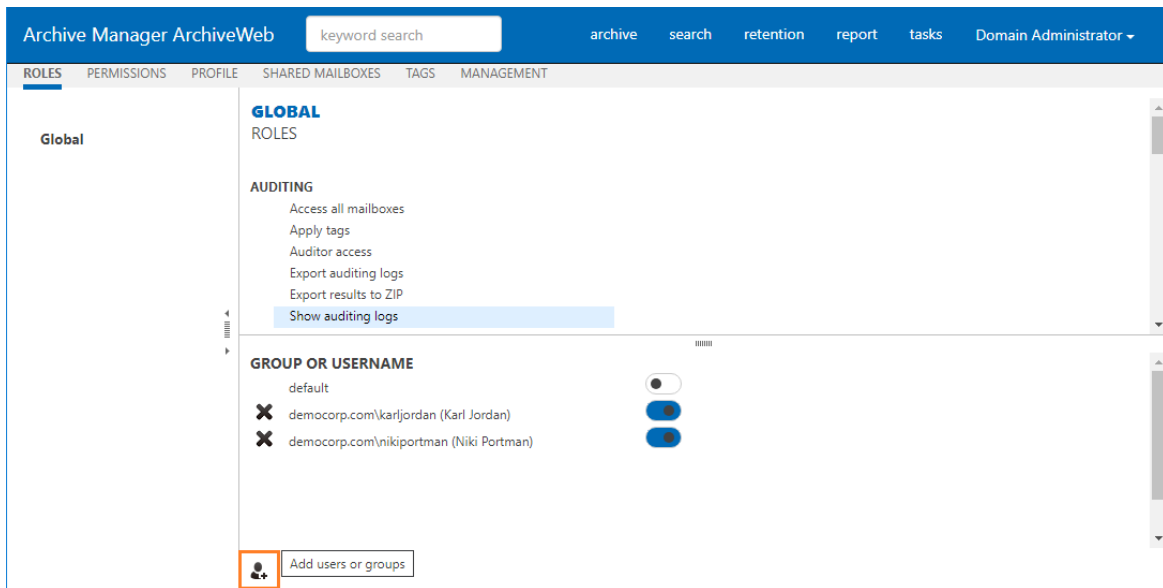 Archive Manager ArchiveWeb keyword search archive search retention report tasks Domain Administrator
ROLES PERMISSIONS PROFILE SHARED MAILBOXES TAGS MANAGEMENT
Global
GLOBAL
ROLES
AUDITING
Access all mailboxes
Apply tags
Auditor access
Export auditing logs
Export results to ZIP
Show auditing logs
GROUP OR USERNAME
default
democorp.com\karljordan (Karl Jordan)
democorp.com\nikiportman (Niki Portman)
Add users or groups